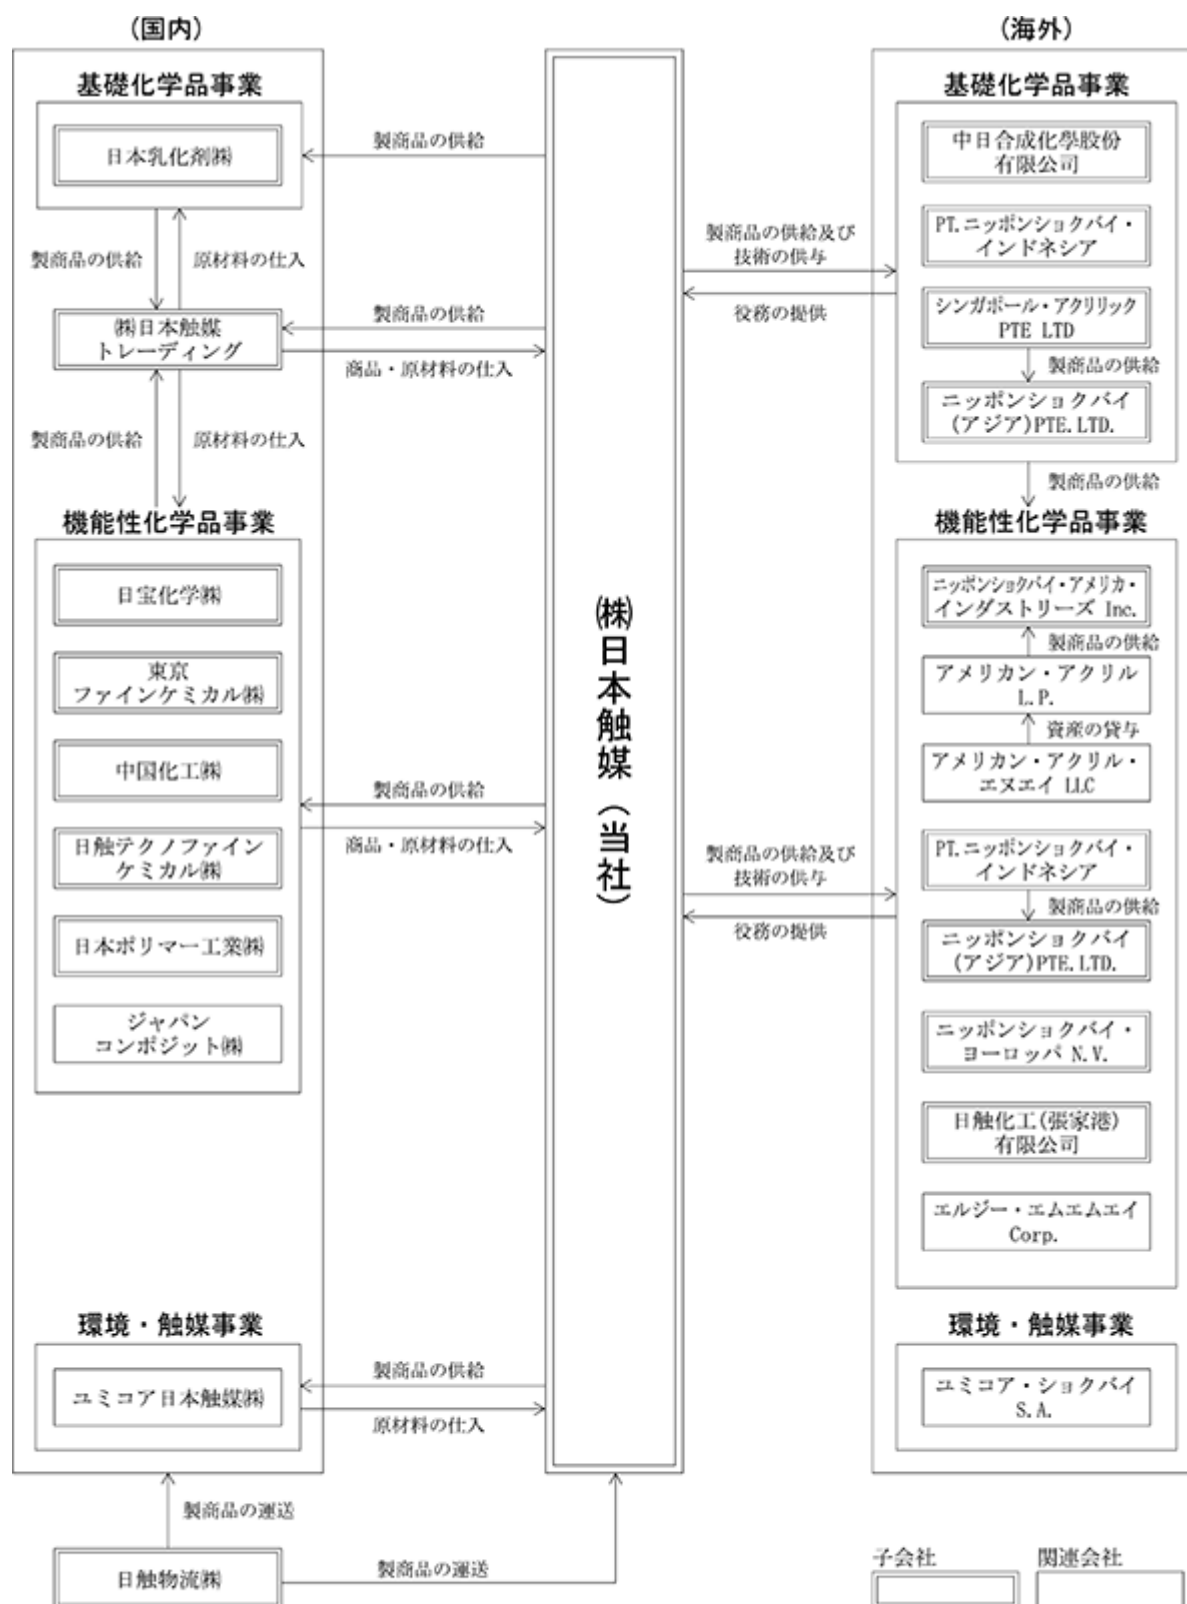 (国内)
基礎化学品事業
日本乳化剤㈱
製商品の供給
製商品の供給
原材料の仕入
㈱日本触媒
トレーディング
製商品の供給
商品・原材料の仕入
製商品の供給
原材料の仕入
機能性化学品事業
日宝化学㈱
東京
ファインケミカル㈱
中国化工㈱
日触テクノファイン
ケミカル㈱
日本ポリマー工業㈱
ジャパン
コンポジット㈱
製商品の供給
商品・原材料の仕入
環境・触媒事業
ユミコア日本触媒㈱
製商品の供給
原材料の仕入
製商品の運送
日触物流㈱
製商品の運送
㈱日本触媒(当社)
製商品の供給及び
技術の供与
役務の提供
製商品の供給及び
技術の供与
役務の提供
(海外)
基礎化学品事業
中日合成化學股份
有限公司
PT.ニッポンショクバイ・
インドネシア
シンガポール・アクリリック
PTE LTD
製商品の供給
ニッポンショクバイ
(アジア)PTE.LTD.
製商品の供給
機能性化学品事業
ニッポンショクバイ・アメリカ・
インダストリーズ Inc.
製商品の供給
アメリカン・アクリル
L.P.
資産の貸与
アメリカン・アクリル・
エヌエイ LLC
PT.ニッポンショクバイ・
インドネシア
製商品の供給
ニッポンショクバイ
(アジア)PTE.LTD.
ニッポンショクバイ・
ヨーロッパ N.V.
日触化工(張家港)
有限公司
エルジー・エムエムエイ
Corp.
環境・触媒事業
ユミコア・ショクバイ
S.A.
子会社
関連会社